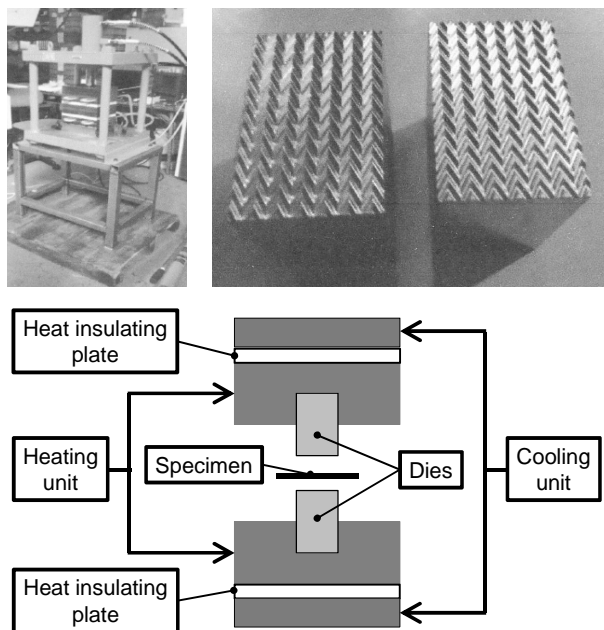 Heat insulating
plate
Heating
unit
Specimen
Dies
Cooling
unit
Heat insulating
plate